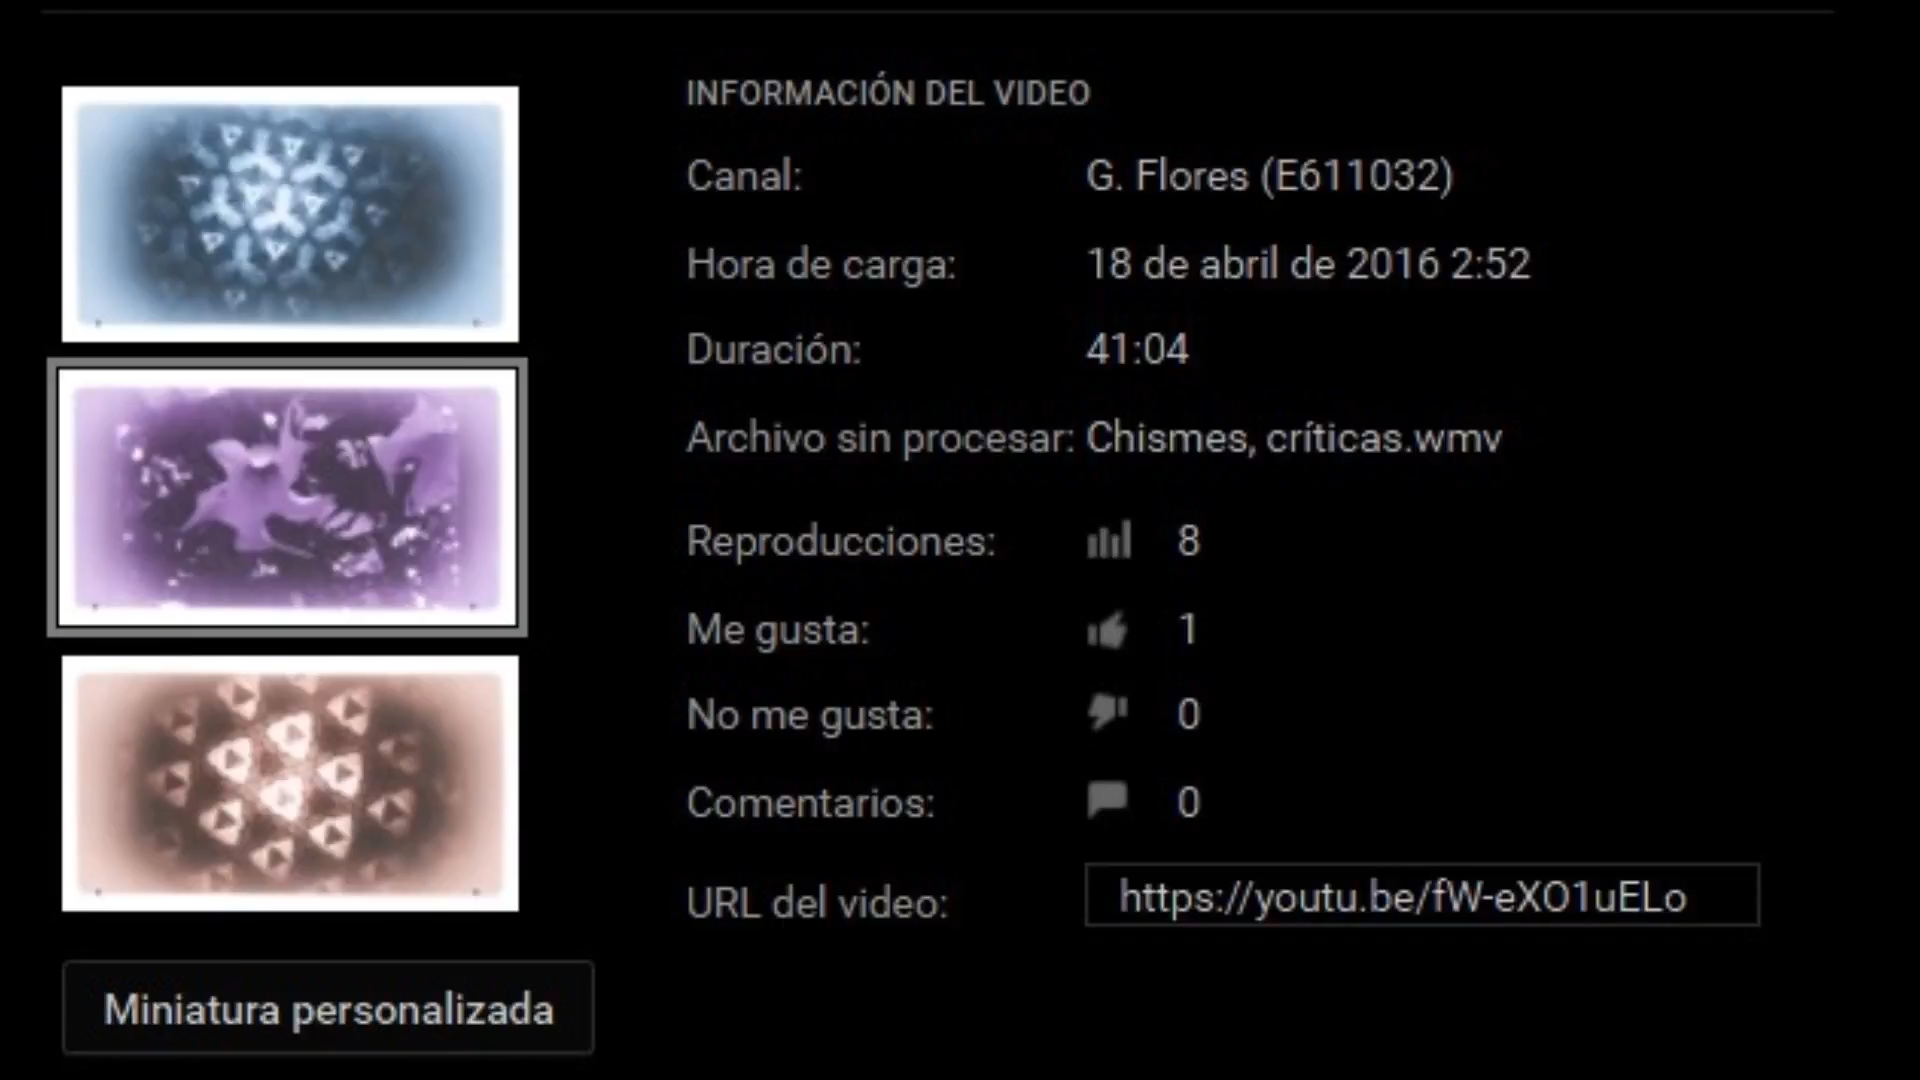 INFORMACIÓN DEL VIDEO
Canal: G. Flores (E611032)
Hora de carga: 18 de abril de 2016 2:52
Duración: 41:04
Archivo sin procesar: Chismes, críticas.wmv
Reproducciones: 8
Me gusta: 1
No me gusta: 0
Comentarios: 0
URL del video: https://youtu.be/fW-eXO1uELo
Miniatura personalizada